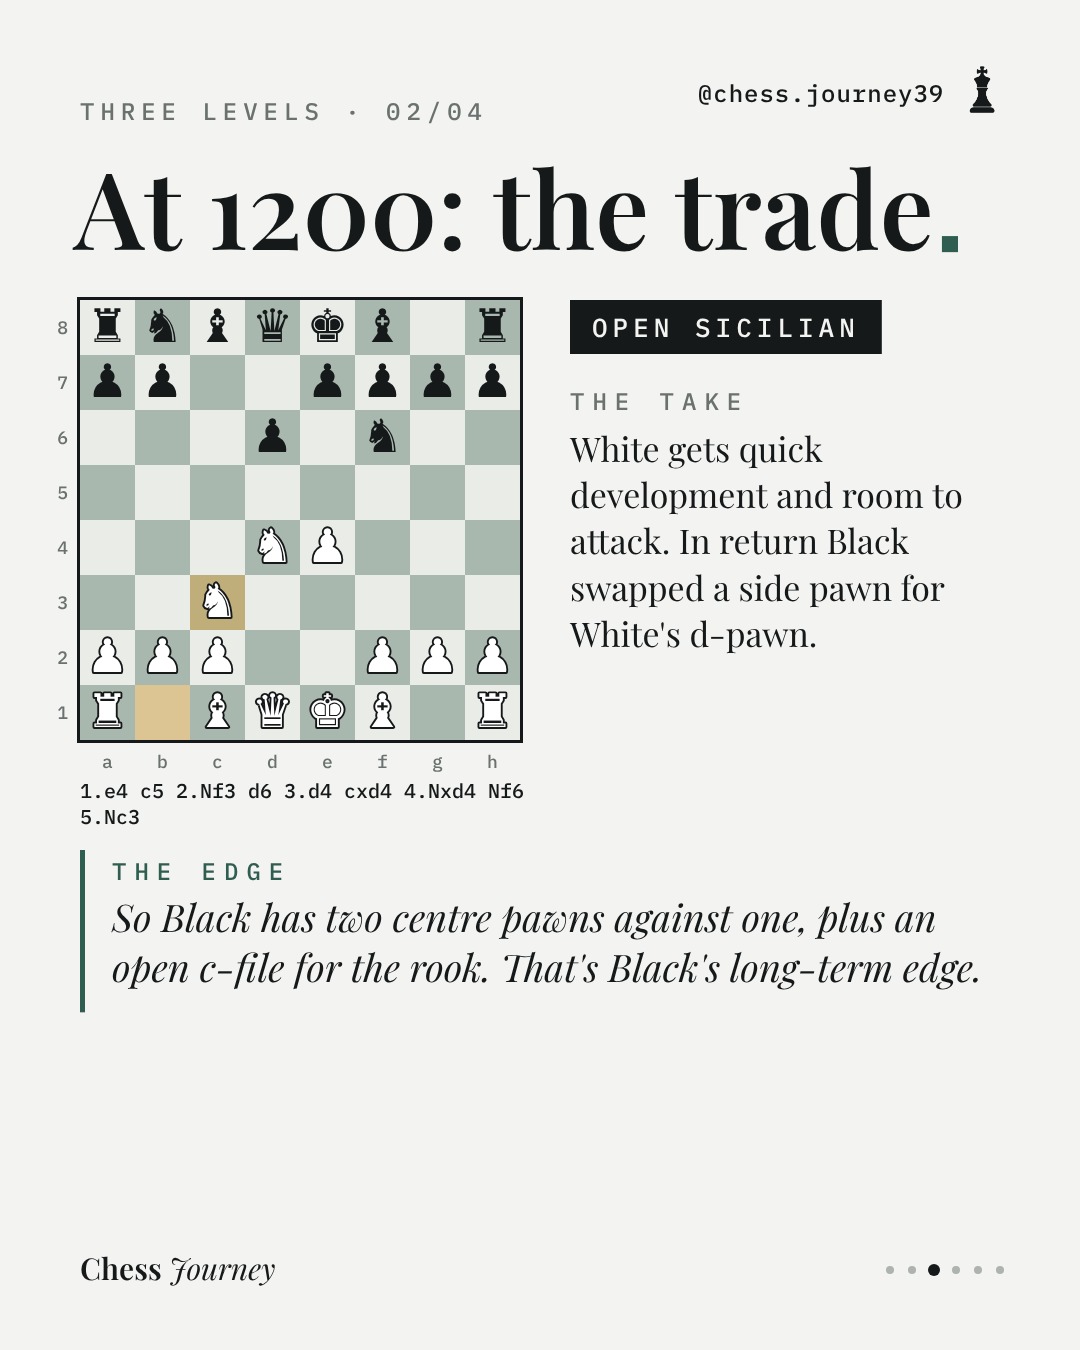 THREE LEVELS · 02/04
@chess.journey39
At 1200: the trade.
8
7
6
5
4
3
2
1
a b c d e f g h
1.e4 c5 2.Nf3 d6 3.d4 cxd4 4.Nxd4 Nf6
5.Nc3
OPEN SICILIAN
THE TAKE
White gets quick
development and room to
attack. In return Black
swapped a side pawn for
White's d-pawn.
THE EDGE
So Black has two centre pawns against one, plus an
open c-file for the rook. That's Black's long-term edge.
Chess Journey